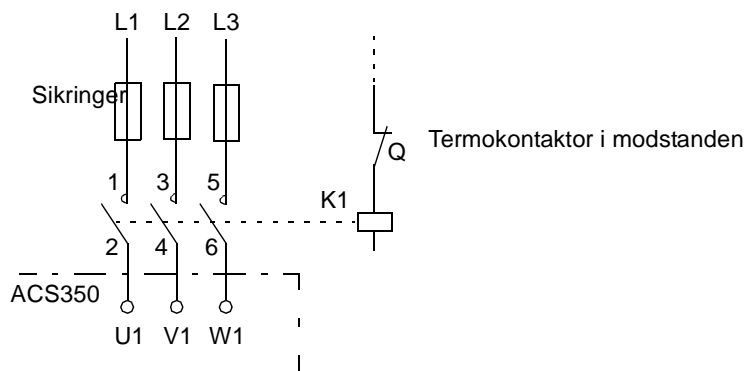 L1 L2 L3
Sikringer
Termokontaktor i modstanden
Q
1 3 5
K1
2 4 6
ACS350
U1 V1 W1